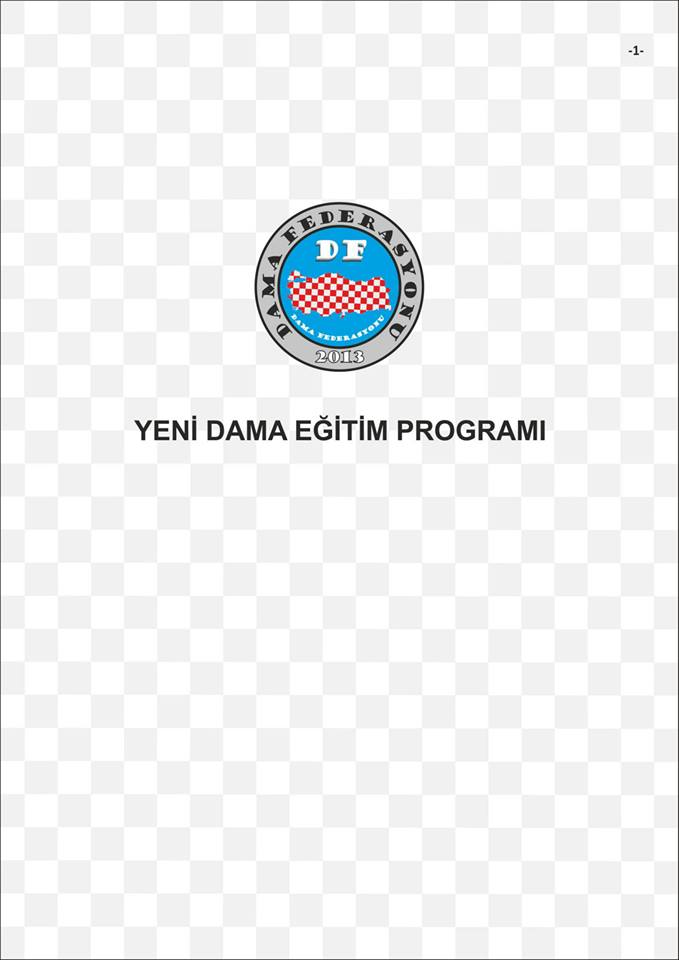 -1-
DAMA FEDERASYONU
DF
DAMA FEDERASYONU
2013
YENİ DAMA EĞİTİM PROGRAMI